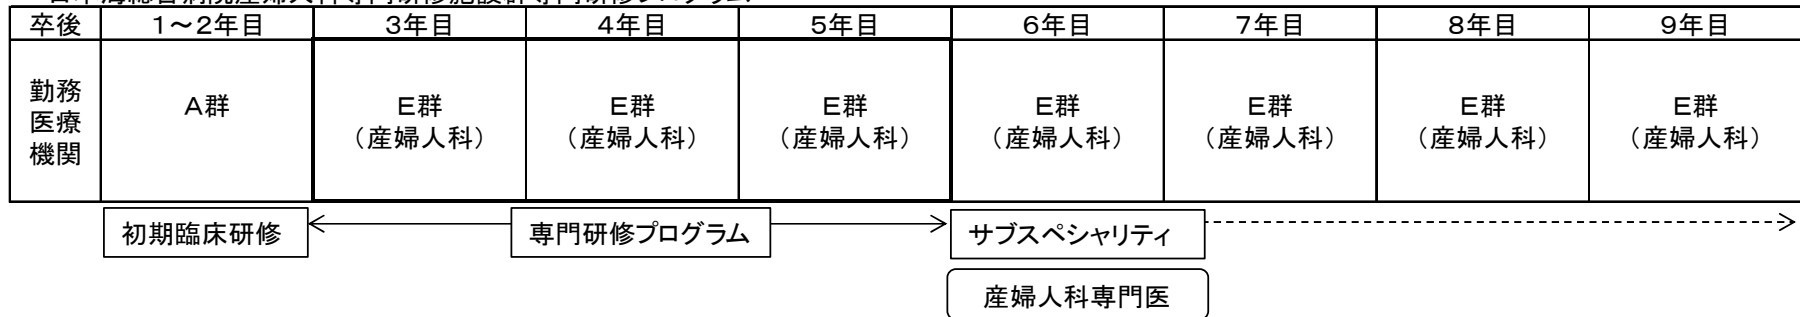 卒後 1～2年目 3年目 4年目 5年目 6年目 7年目 8年目 9年目
勤務医療機関 A群 E群（産婦人科） E群（産婦人科） E群（産婦人科） E群（産婦人科） E群（産婦人科） E群（産婦人科） E群（産婦人科）
初期臨床研修 専門研修プログラム サブスペシャリティ
産婦人科専門医